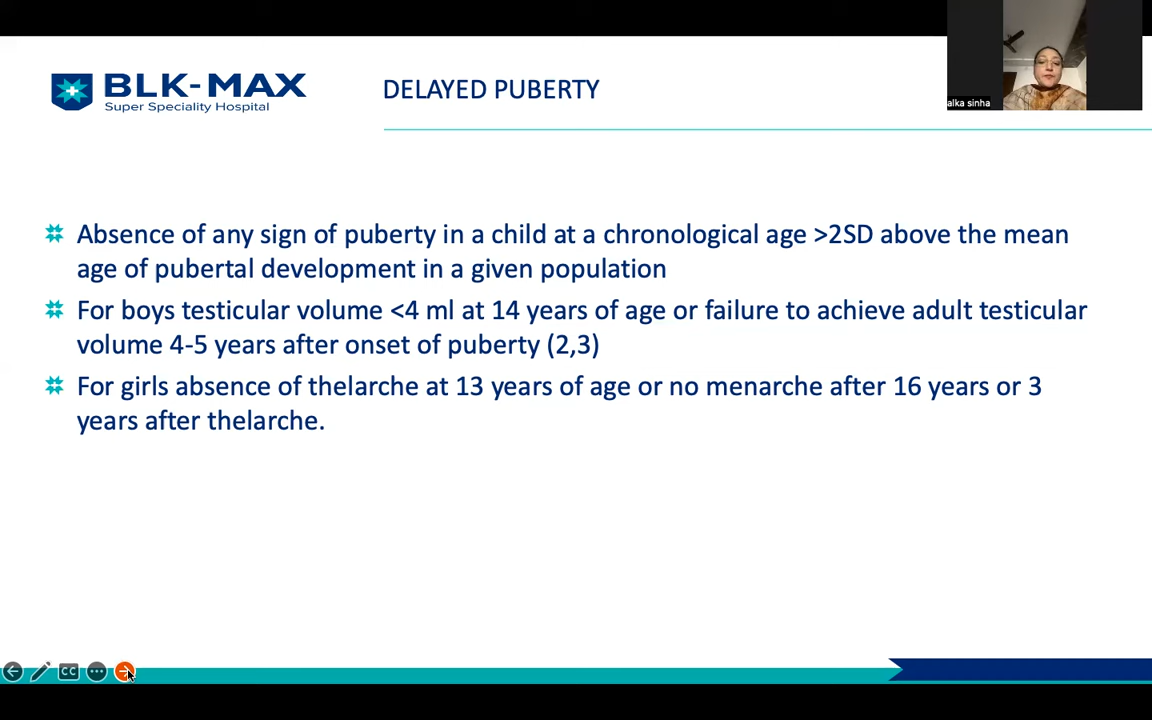 BLK-MAX
Super Speciality Hospital
DELAYED PUBERTY
alka sinha
Absence of any sign of puberty in a child at a chronological age >2SD above the mean
age of pubertal development in a given population
For boys testicular volume <4 ml at 14 years of age or failure to achieve adult testicular
volume 4-5 years after onset of puberty (2,3)
For girls absence of thelarche at 13 years of age or no menarche after 16 years or 3
years after thelarche.
CC